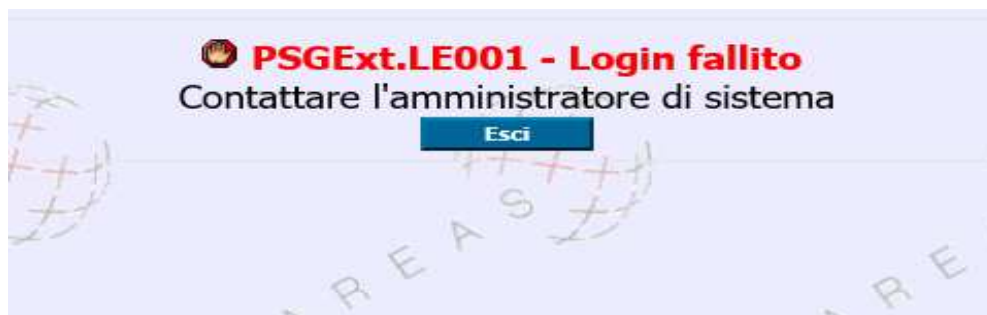 PSGExt.LE001 - Login fallito
Contattare l'amministratore di sistema
Esci
A R E A S
A R E